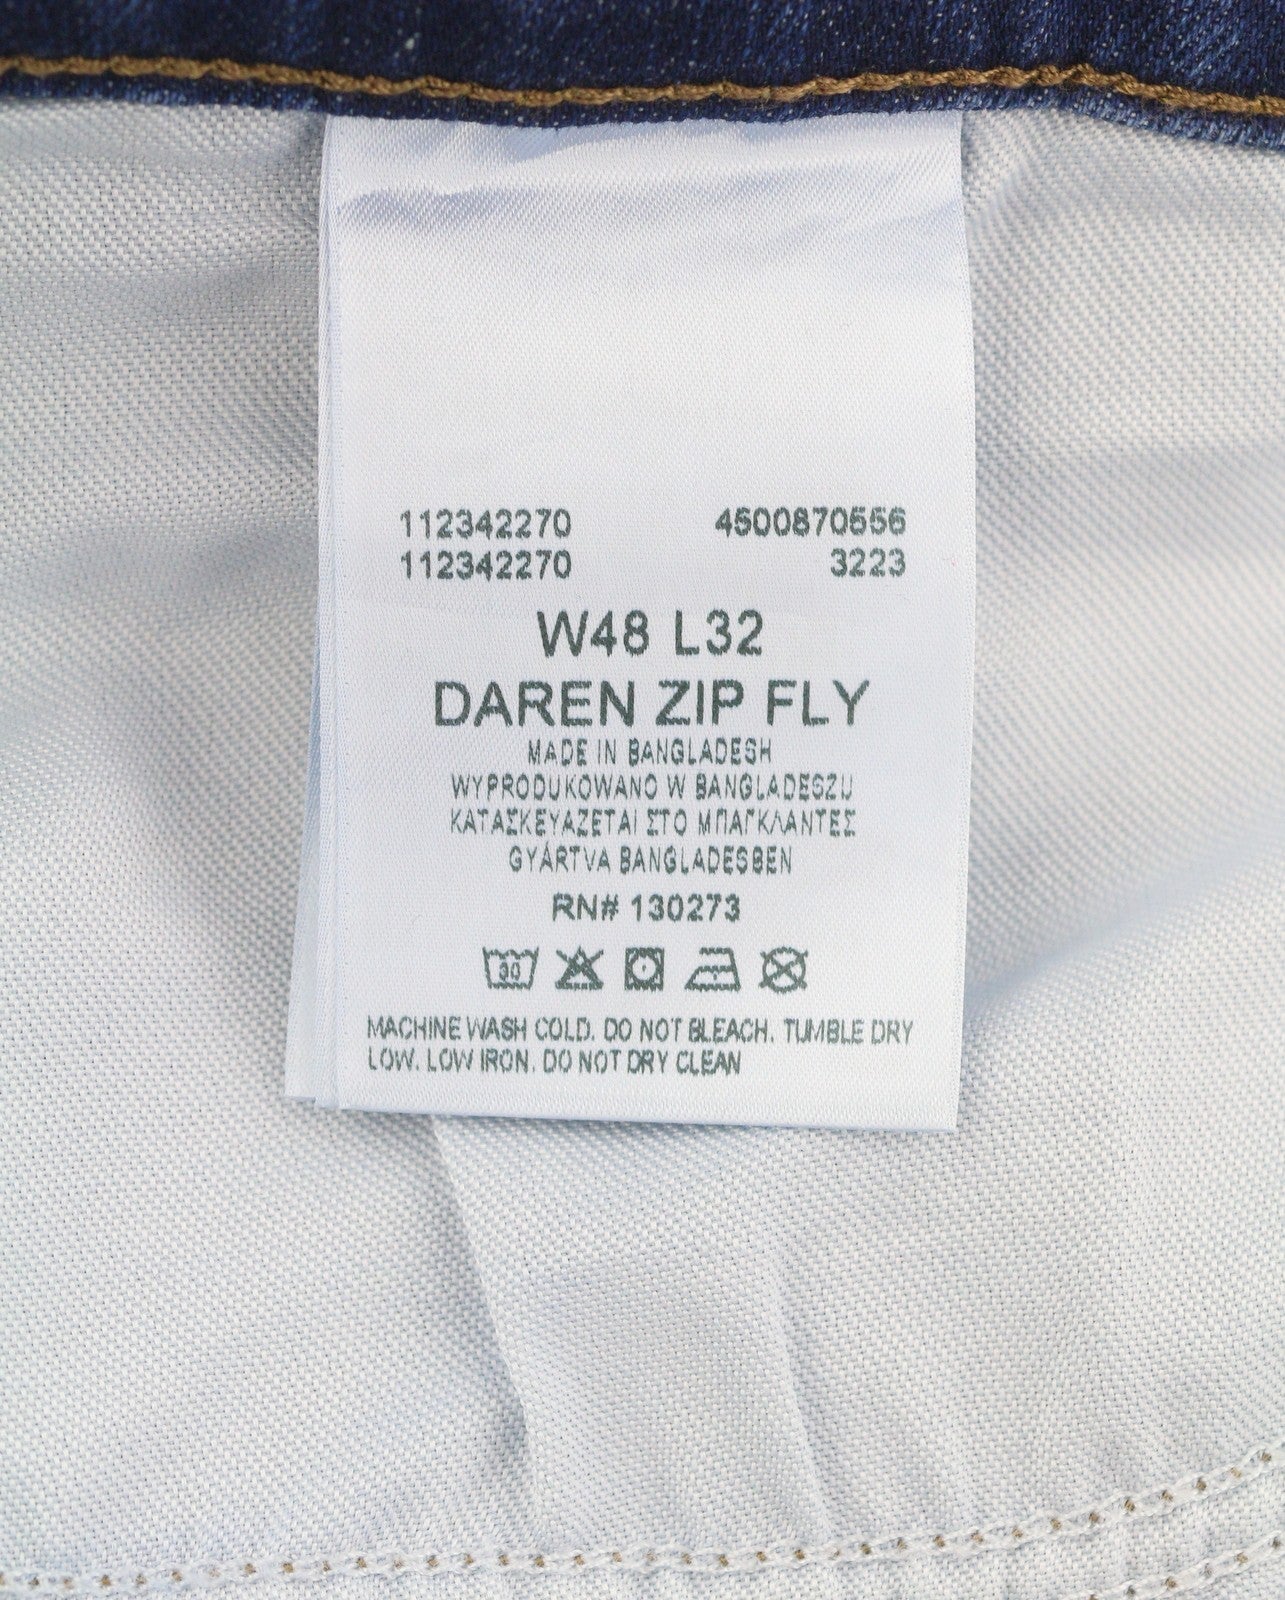 112342270 4500870556
112342270 3223
W48 L32
DAREN ZIP FLY
MADE IN BANGLADESH
WYPRODUKOWANO W BANGLADESZU
ΚΑΤΑΣΚΕΥΑΖΕΤΑΙ ΣΤΟ ΜΠΑΓΚΛΑΝΤΕΣ
GYÁRTVA BANGLADESBEN
RN# 130273
30
MACHINE WASH COLD. DO NOT BLEACH. TUMBLE DRY
LOW. LOW IRON. DO NOT DRY CLEAN